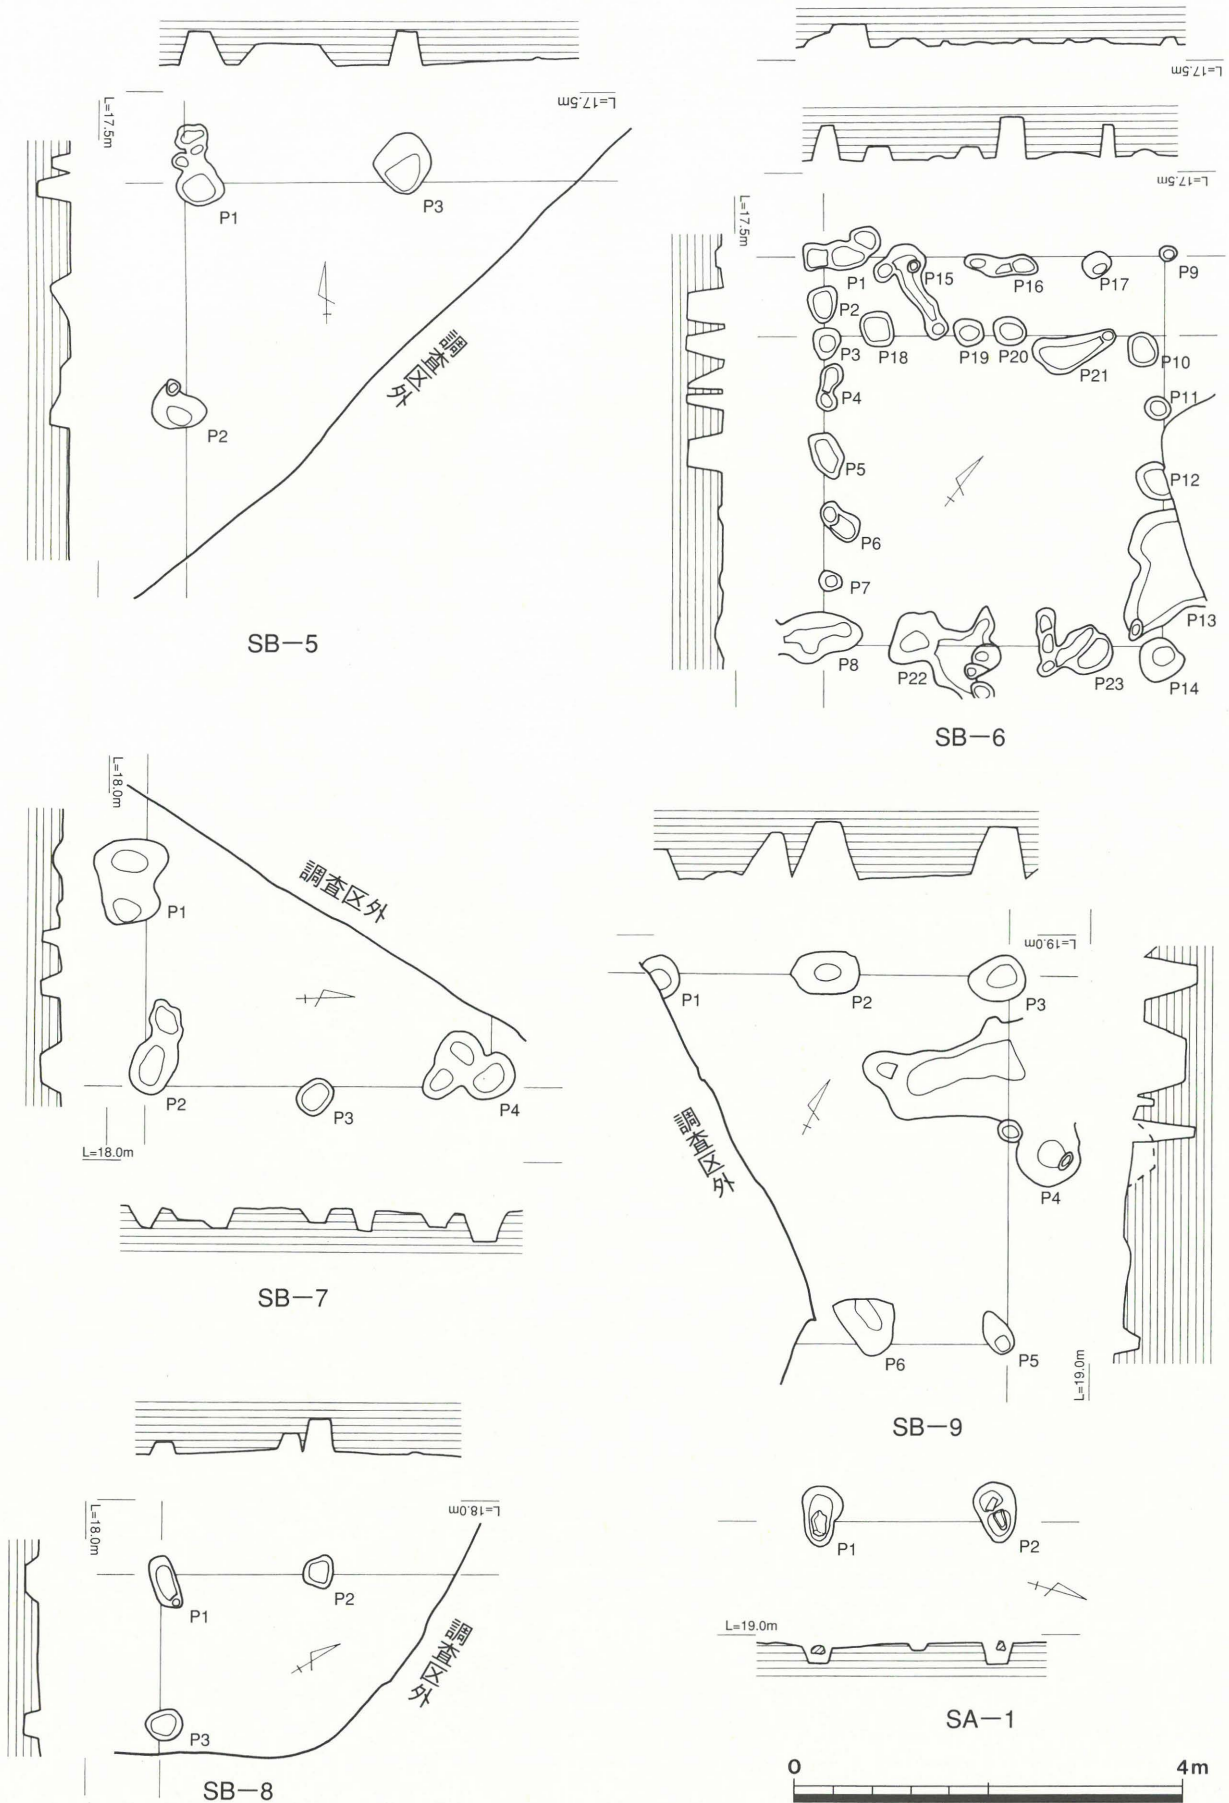 L=17.5m
L=17.5m
P1
P3
P2
調査区外
SB－5
L=17.5m
L=17.5m
L=17.5m
P1
P15
P16
P17
P9
P2
P3
P18
P19
P20
P21
P10
P4
P11
P5
P12
P6
P7
P13
P8
P22
P23
P14
SB－6
L=18.0m
調査区外
P1
P2
P3
P4
L=18.0m
SB－7
L=19.0m
P1
P2
P3
調査区外
P4
P6
P5
L=19.0m
SB－9
L=18.0m
L=18.0m
P1
P2
調査区外
P3
SB－8
P1
P2
L=19.0m
SA－1
0
4m